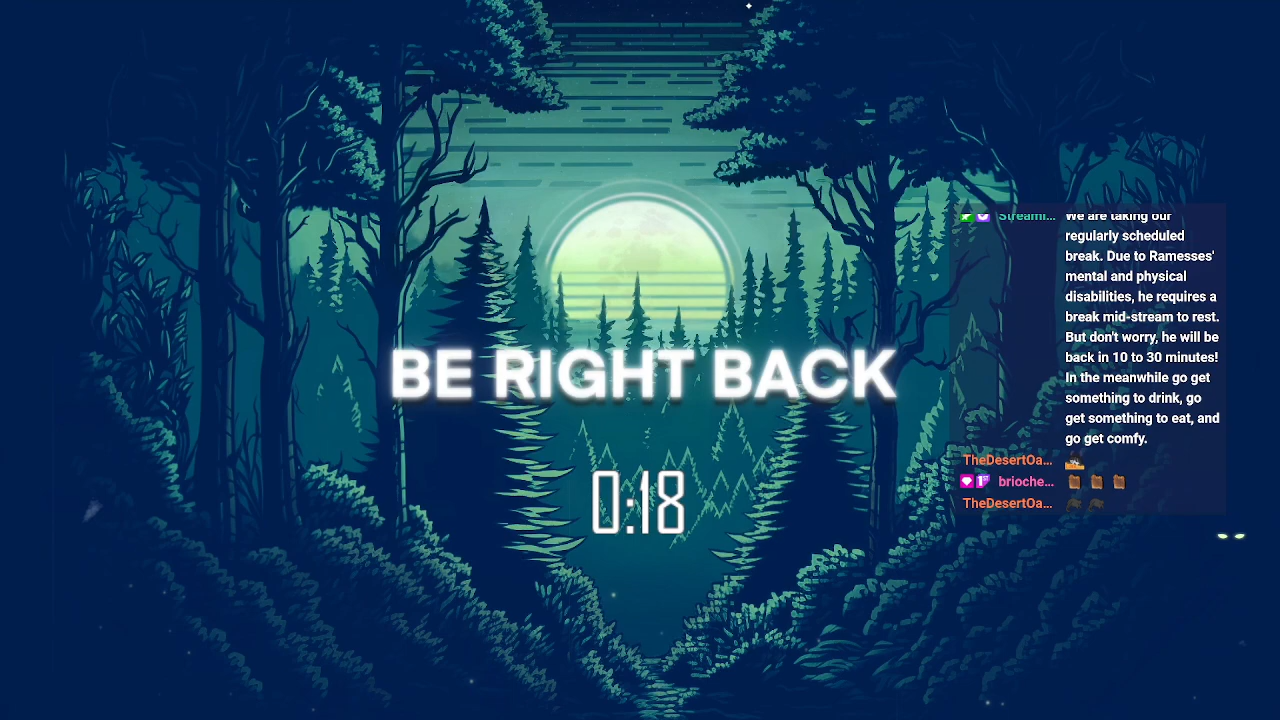 Streami... We are taking our
regularly scheduled
break. Due to Ramesses'
mental and physical
disabilities, he requires a
break mid-stream to rest.
But don't worry, he will be
back in 10 to 30 minutes!
In the meanwhile go get
something to drink, go
get something to eat, and
go get comfy.
TheDesertOa...
brioche...
TheDesertOa...
BE RIGHT BACK
0:18